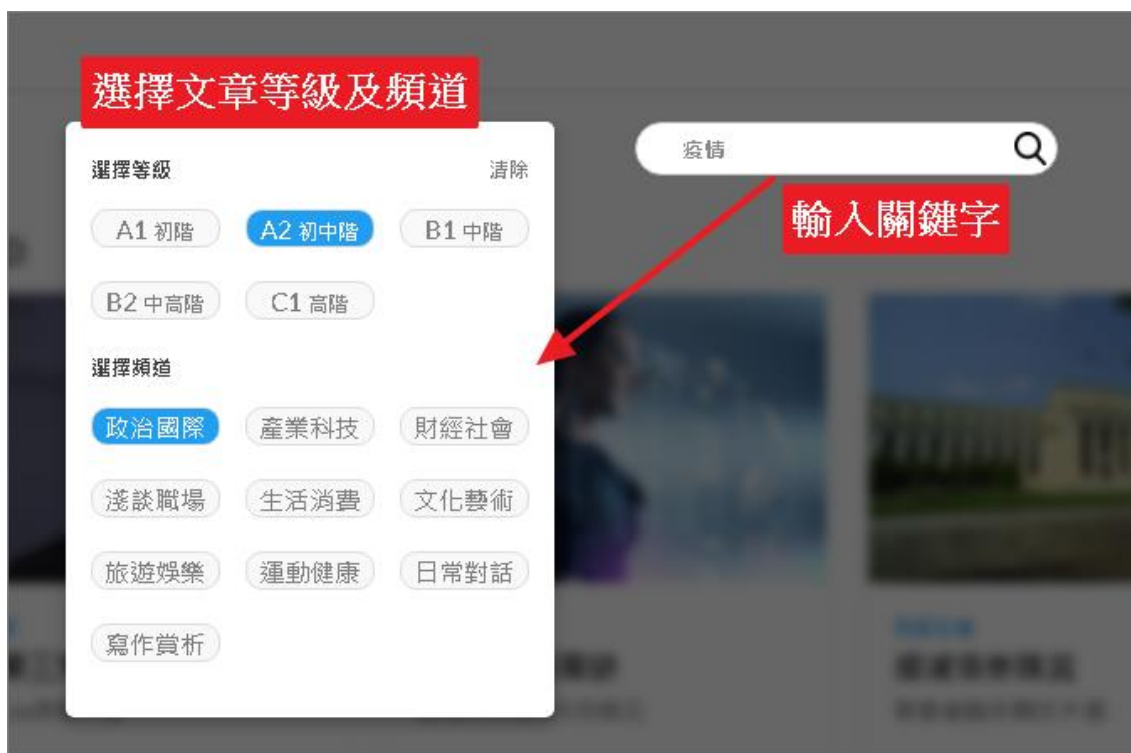 選擇文章等級及頻道
選擇等級 清除
疫情
輸入關鍵字
A1 初階 A2 初中階 B1 中階
B2 中高階 C1 高階
選擇頻道
政治國際 產業科技 財經社會
淺談職場 生活消費 文化藝術
旅遊娛樂 運動健康 日常對話
寫作賞析